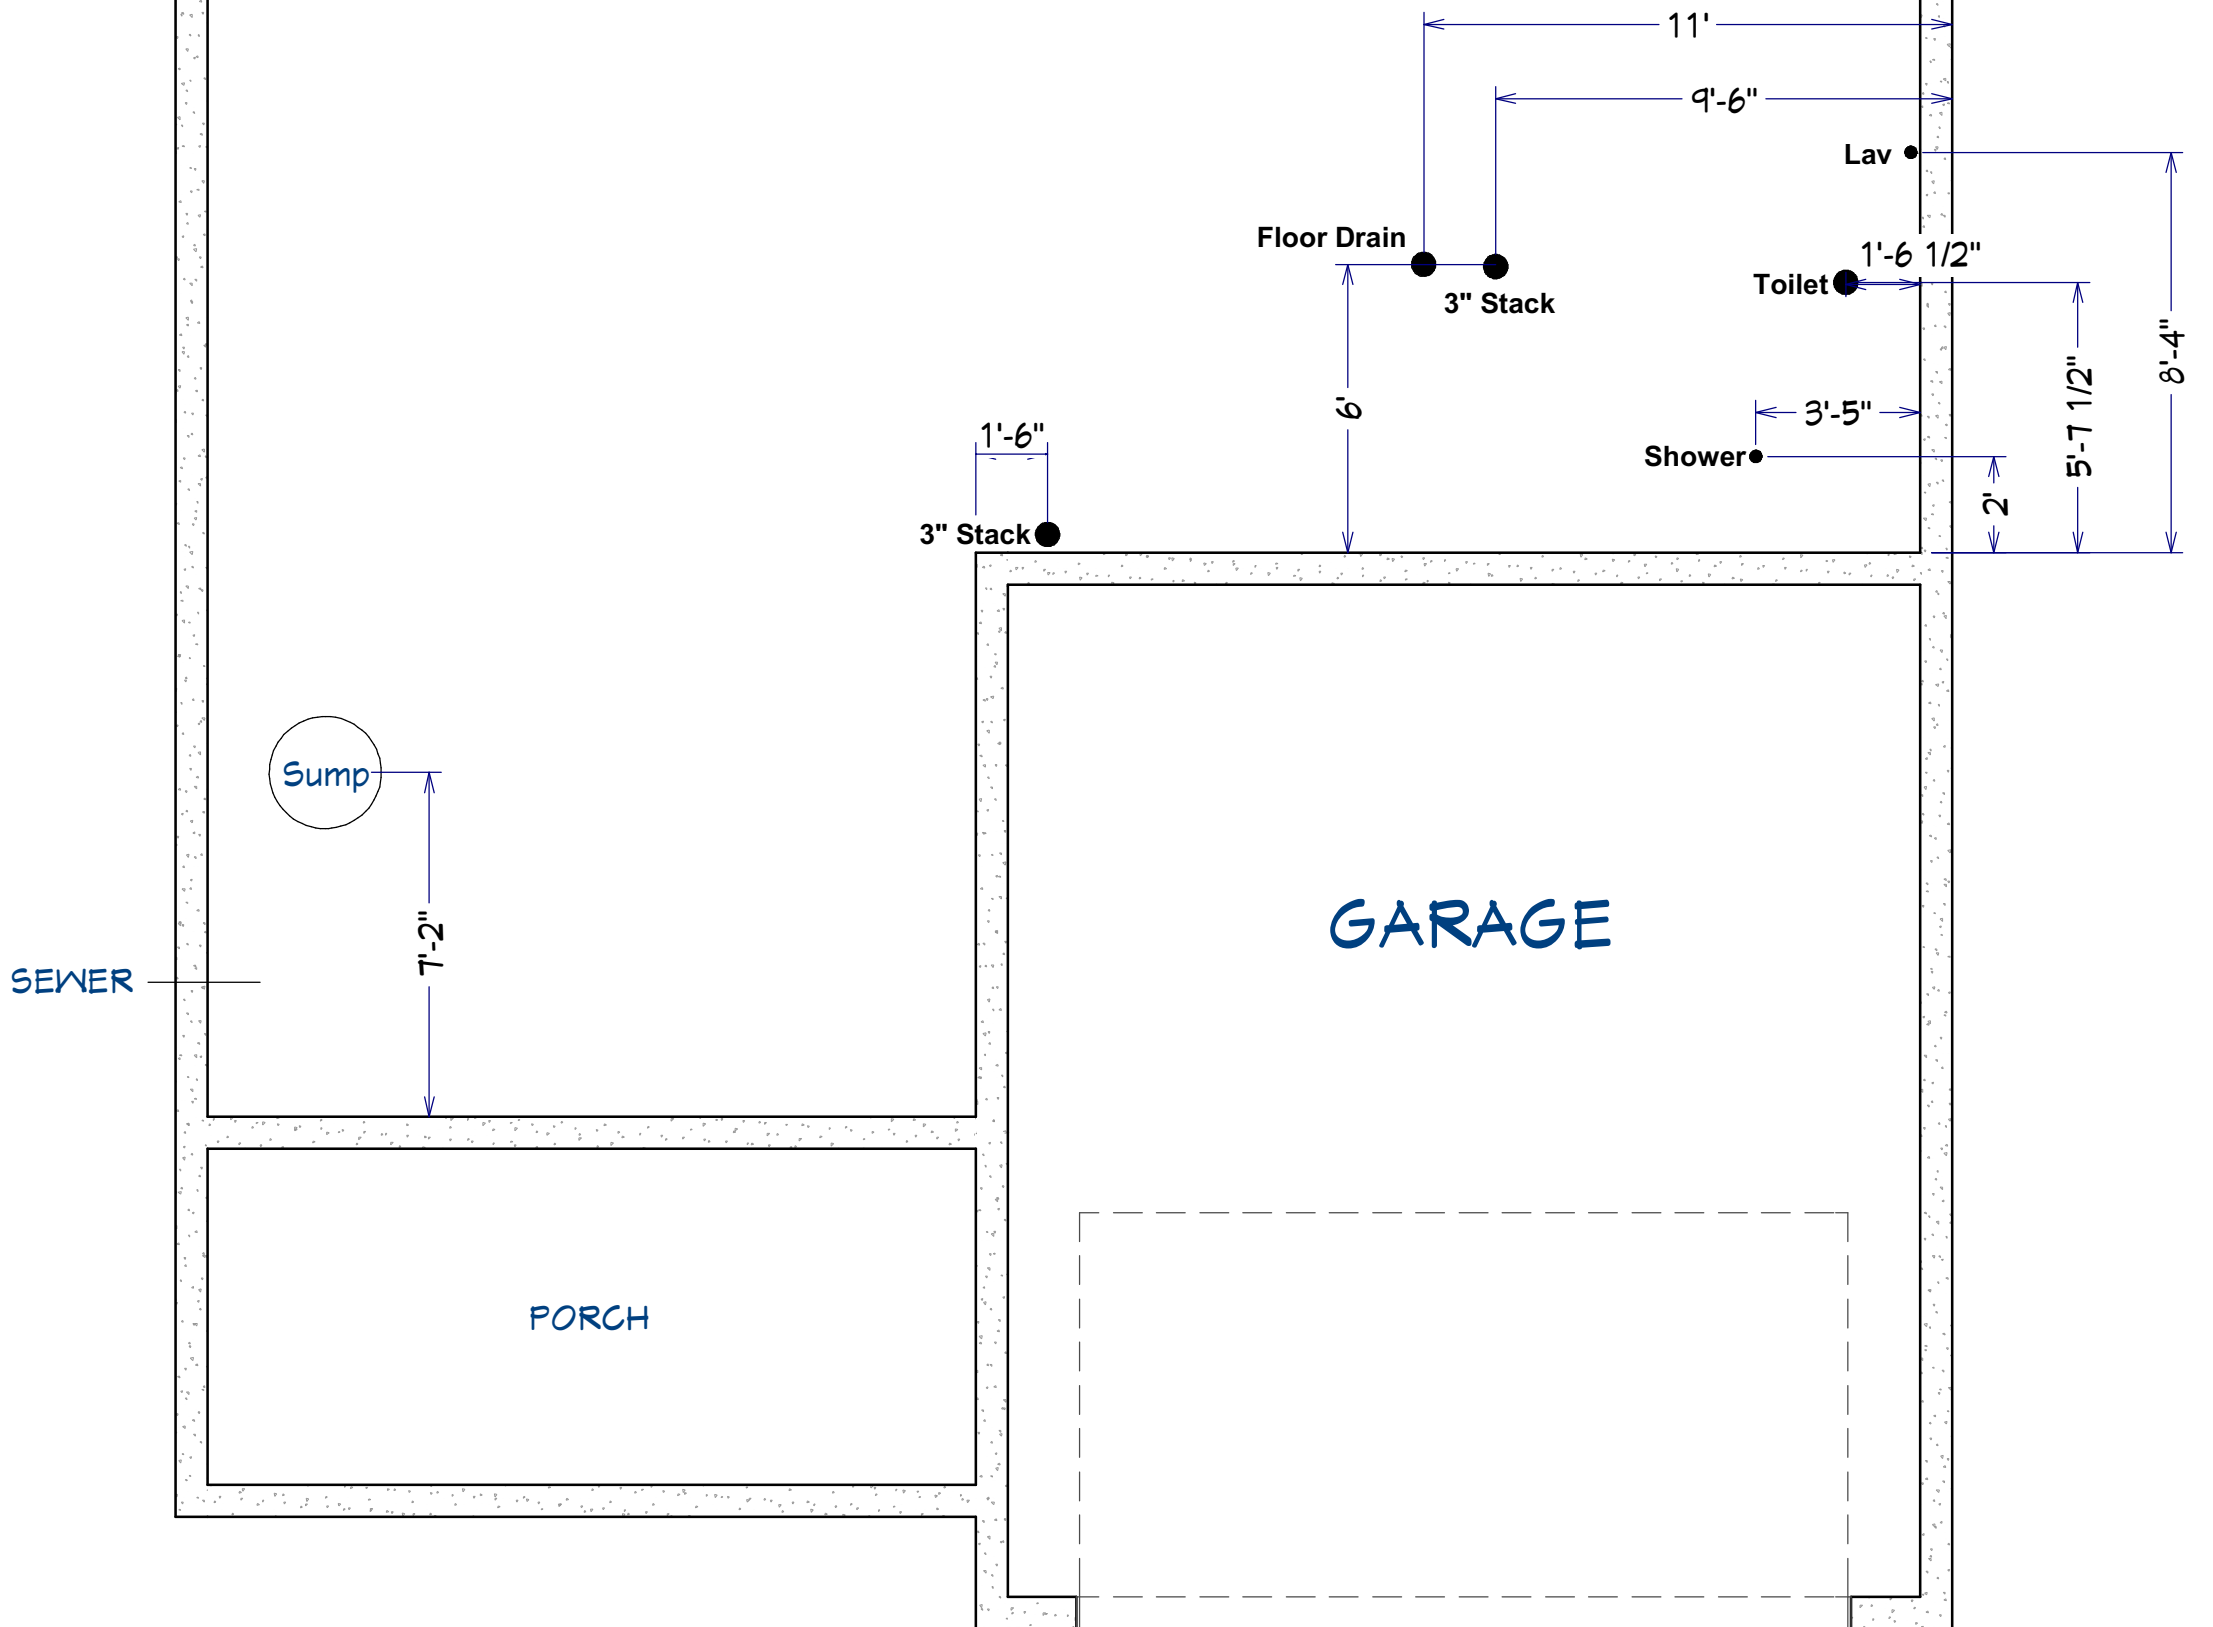 11'
9'-6"
Lav
Floor Drain
1'-6 1/2"
Toilet
3" Stack
8'-4"
5'-7 1/2"
6'
3'-5"
1'-6"
Shower
2'
3" Stack
Sump
GARAGE
7'-2"
SEWER
PORCH